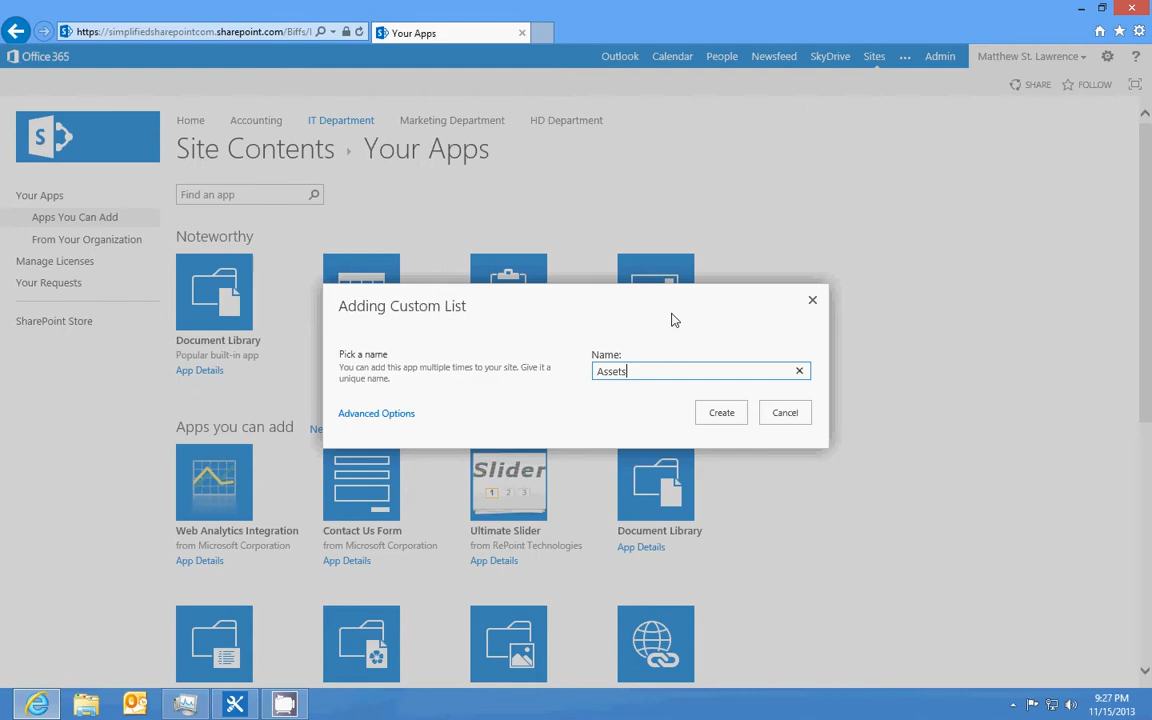 https://simplifiedsharepointcom.sharepoint.com/Biffs/I
Your Apps
Office 365
Outlook Calendar People Newsfeed SkyDrive Sites ... Admin Matthew St. Lawrence ?
SHARE FOLLOW
Home Accounting IT Department Marketing Department HD Department
Site Contents › Your Apps
Find an app
Your Apps
Apps You Can Add
From Your Organization
Manage Licenses
Your Requests
SharePoint Store
Noteworthy
Document Library
Popular built-in app
App Details
Adding Custom List
Pick a name
You can add this app multiple times to your site. Give it a
unique name.
Name:
Assets
Advanced Options
Create Cancel
Apps you can add
Slider
1 2 3
Web Analytics Integration
from Microsoft Corporation
App Details
Contact Us Form
from Microsoft Corporation
App Details
Ultimate Slider
from RePoint Technologies
App Details
Document Library
App Details
9:27 PM
11/15/2013